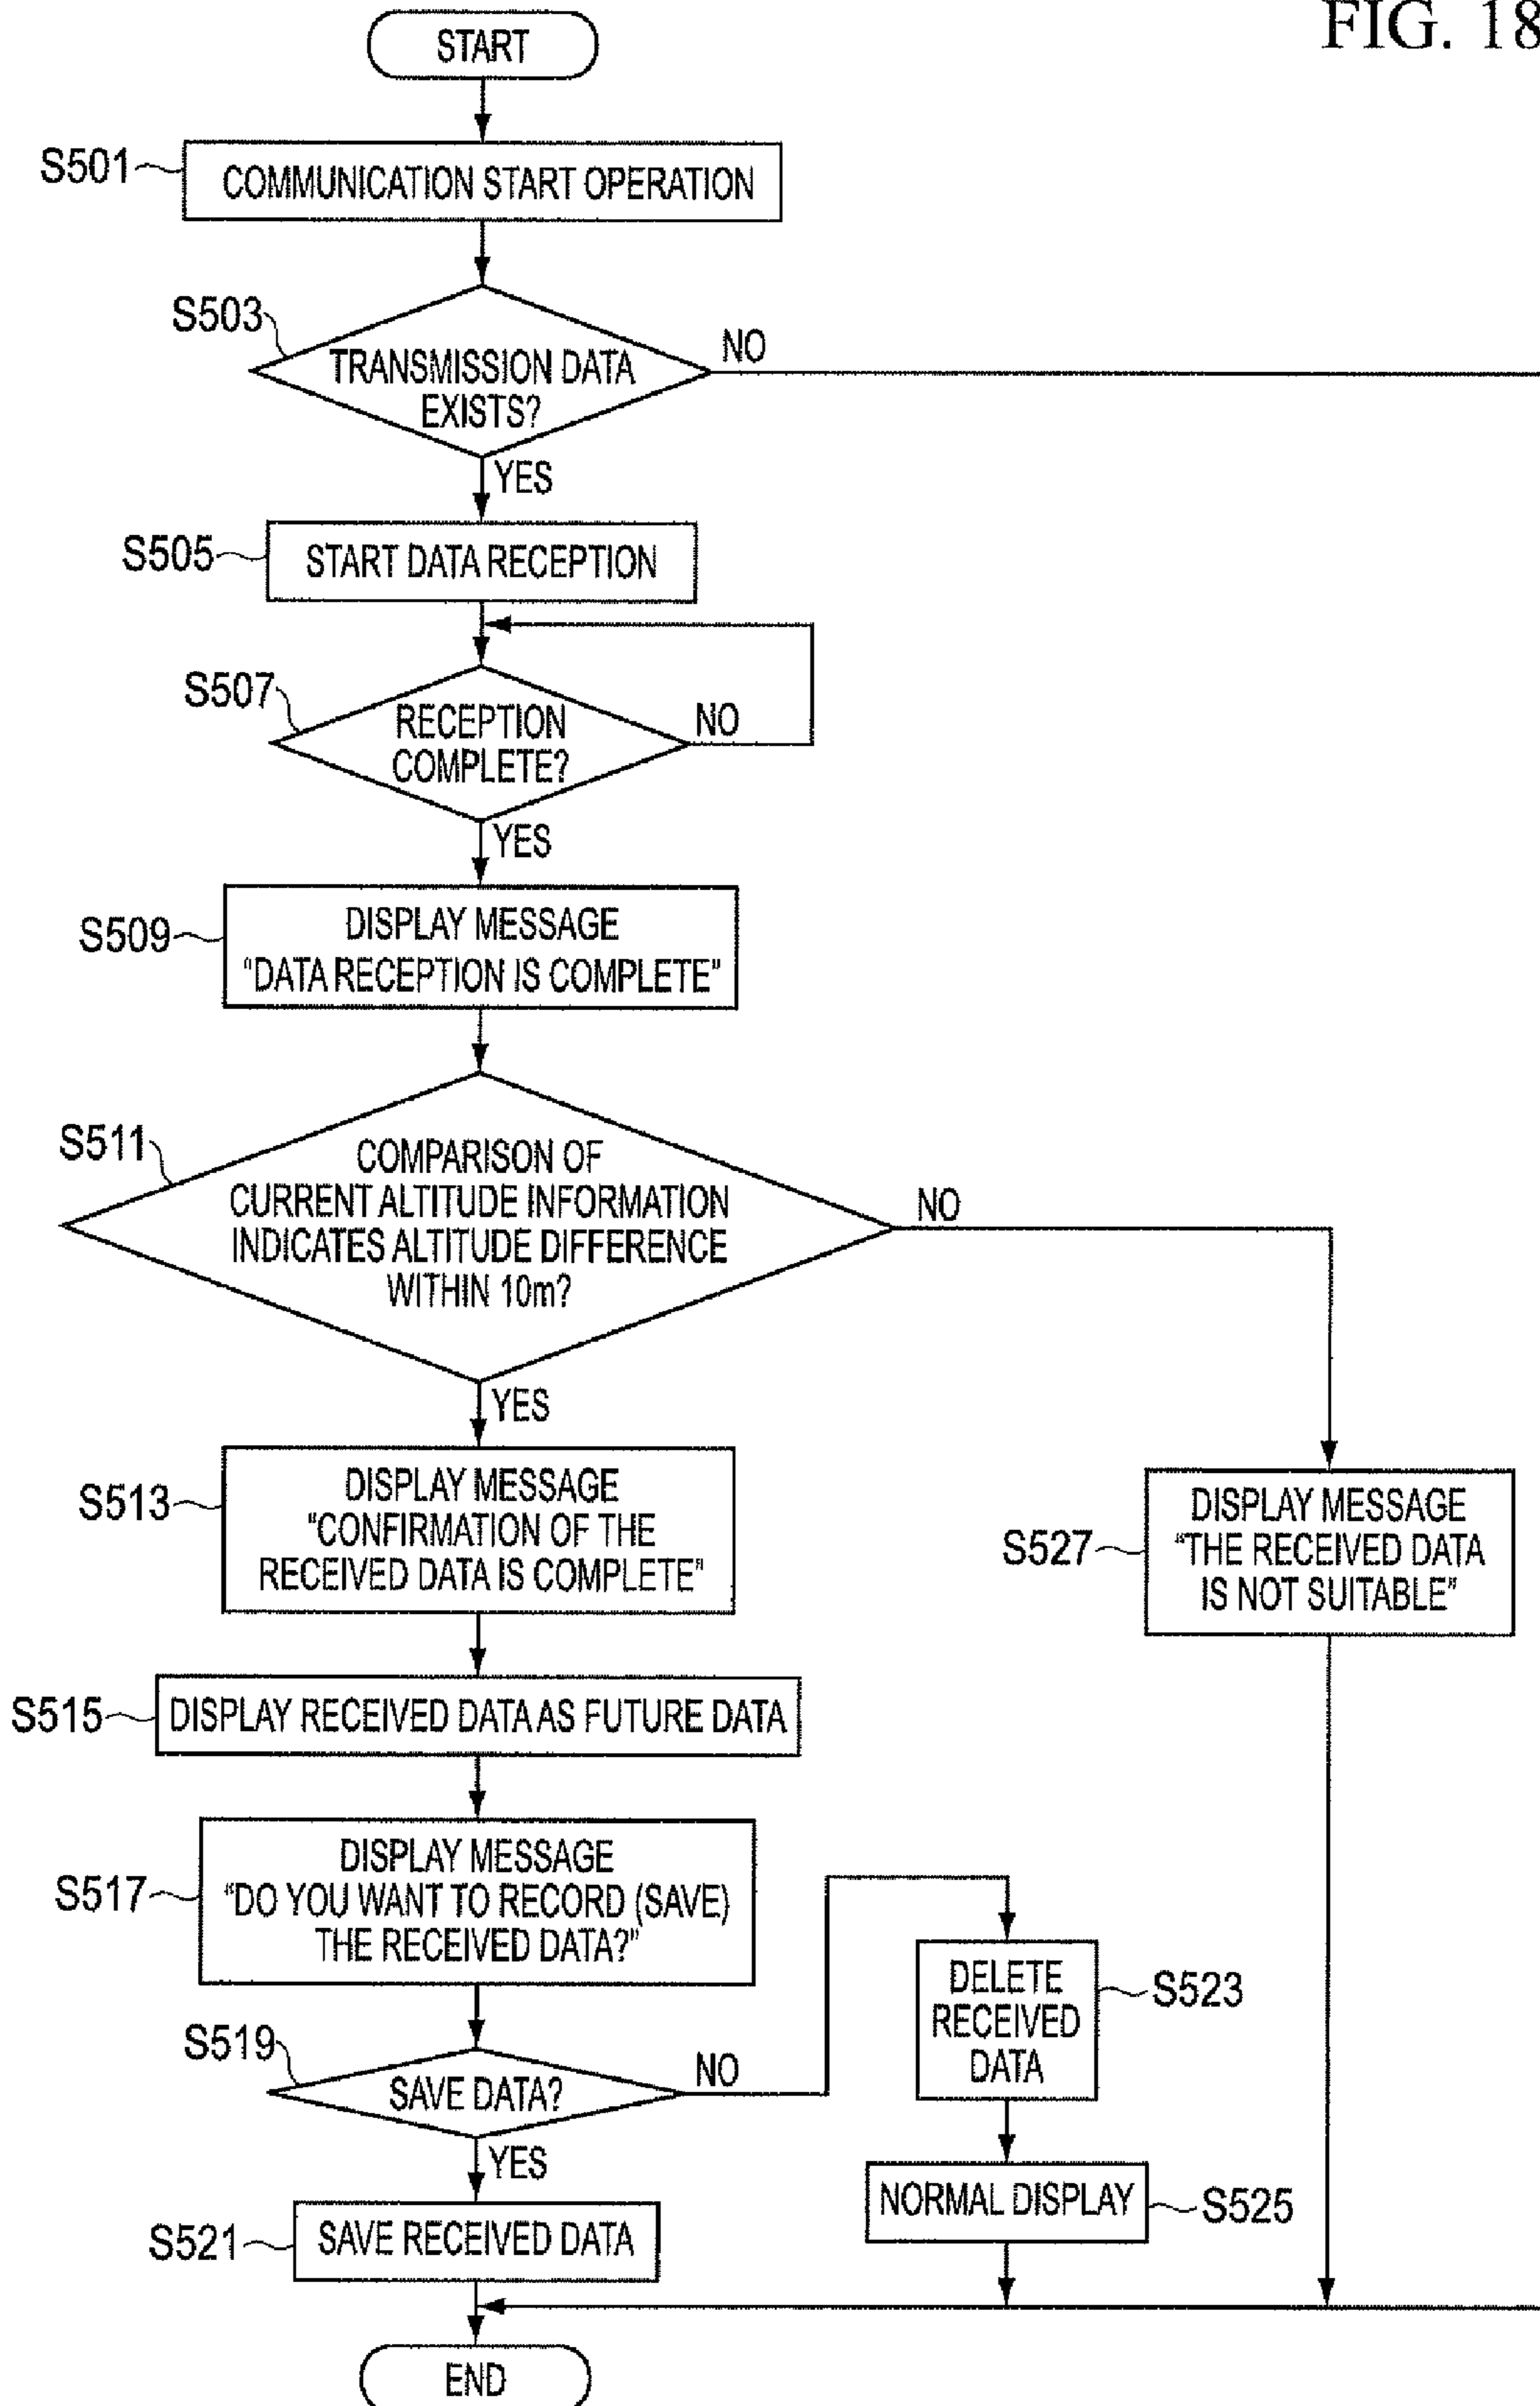 FIG. 18
START
S501
COMMUNICATION START OPERATION
S503
TRANSMISSION DATA
EXISTS?
NO
YES
S505
START DATA RECEPTION
S507
RECEPTION
COMPLETE?
NO
YES
S509
DISPLAY MESSAGE
"DATA RECEPTION IS COMPLETE"
S511
COMPARISON OF
CURRENT ALTITUDE INFORMATION
INDICATES ALTITUDE DIFFERENCE
WITHIN 10m?
NO
YES
S513
DISPLAY MESSAGE
"CONFIRMATION OF THE
RECEIVED DATA IS COMPLETE"
S527
DISPLAY MESSAGE
"THE RECEIVED DATA
IS NOT SUITABLE"
S515
DISPLAY RECEIVED DATA AS FUTURE DATA
S517
DISPLAY MESSAGE
"DO YOU WANT TO RECORD (SAVE)
THE RECEIVED DATA?"
S519
SAVE DATA?
NO
YES
DELETE
RECEIVED
DATA
S523
NORMAL DISPLAY
S525
S521
SAVE RECEIVED DATA
END